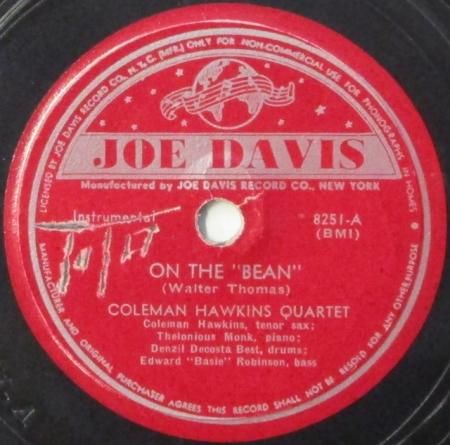 LICENSED BY JOE DAVIS RECORD CO., N.Y.C. (MFR.) ONLY FOR NON-COMMERCIAL USE FOR PHONOGRAPHS IN HOMES
JOE DAVIS
Manufactured by JOE DAVIS RECORD CO., NEW YORK
Instrumental
8251-A
(BMI)
ON THE "BEAN"
(Walter Thomas)
COLEMAN HAWKINS QUARTET
Coleman Hawkins, tenor sax;
Thelonious Monk, piano;
Denzil Decosta Best, drums;
Edward "Basie" Robinson, bass
MANUFACTURER AND ORIGINAL PURCHASER AGREES THIS RECORD SHALL NOT BE RESOLD FOR ANY OTHER PURPOSE